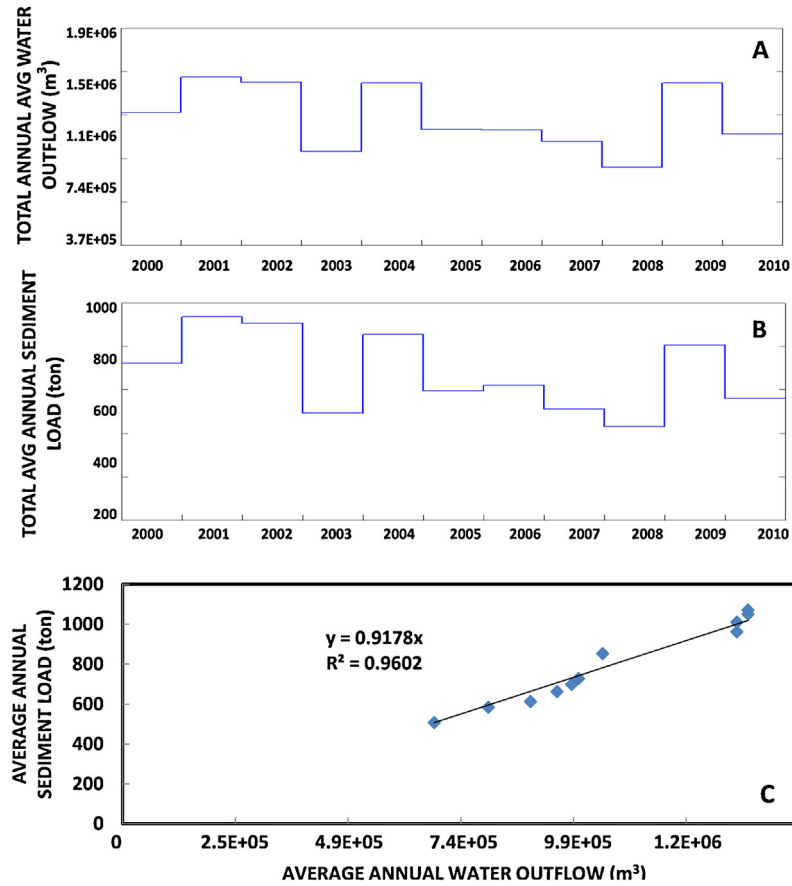 TOTAL ANNUAL AVG WATER
OUTFLOW (m³)
1.9E+06
1.5E+06
1.1E+06
7.4E+05
3.7E+05
A
2000 2001 2002 2003 2004 2005 2006 2007 2008 2009 2010
TOTAL AVG ANNUAL SEDIMENT
LOAD (ton)
1000
800
600
400
200
B
2000 2001 2002 2003 2004 2005 2006 2007 2008 2009 2010
AVERAGE ANNUAL
SEDIMENT LOAD (ton)
1200
1000
800
600
400
200
0
y = 0.9178x
R² = 0.9602
C
0 2.5E+05 4.9E+05 7.4E+05 9.9E+05 1.2E+06
AVERAGE ANNUAL WATER OUTFLOW (m³)